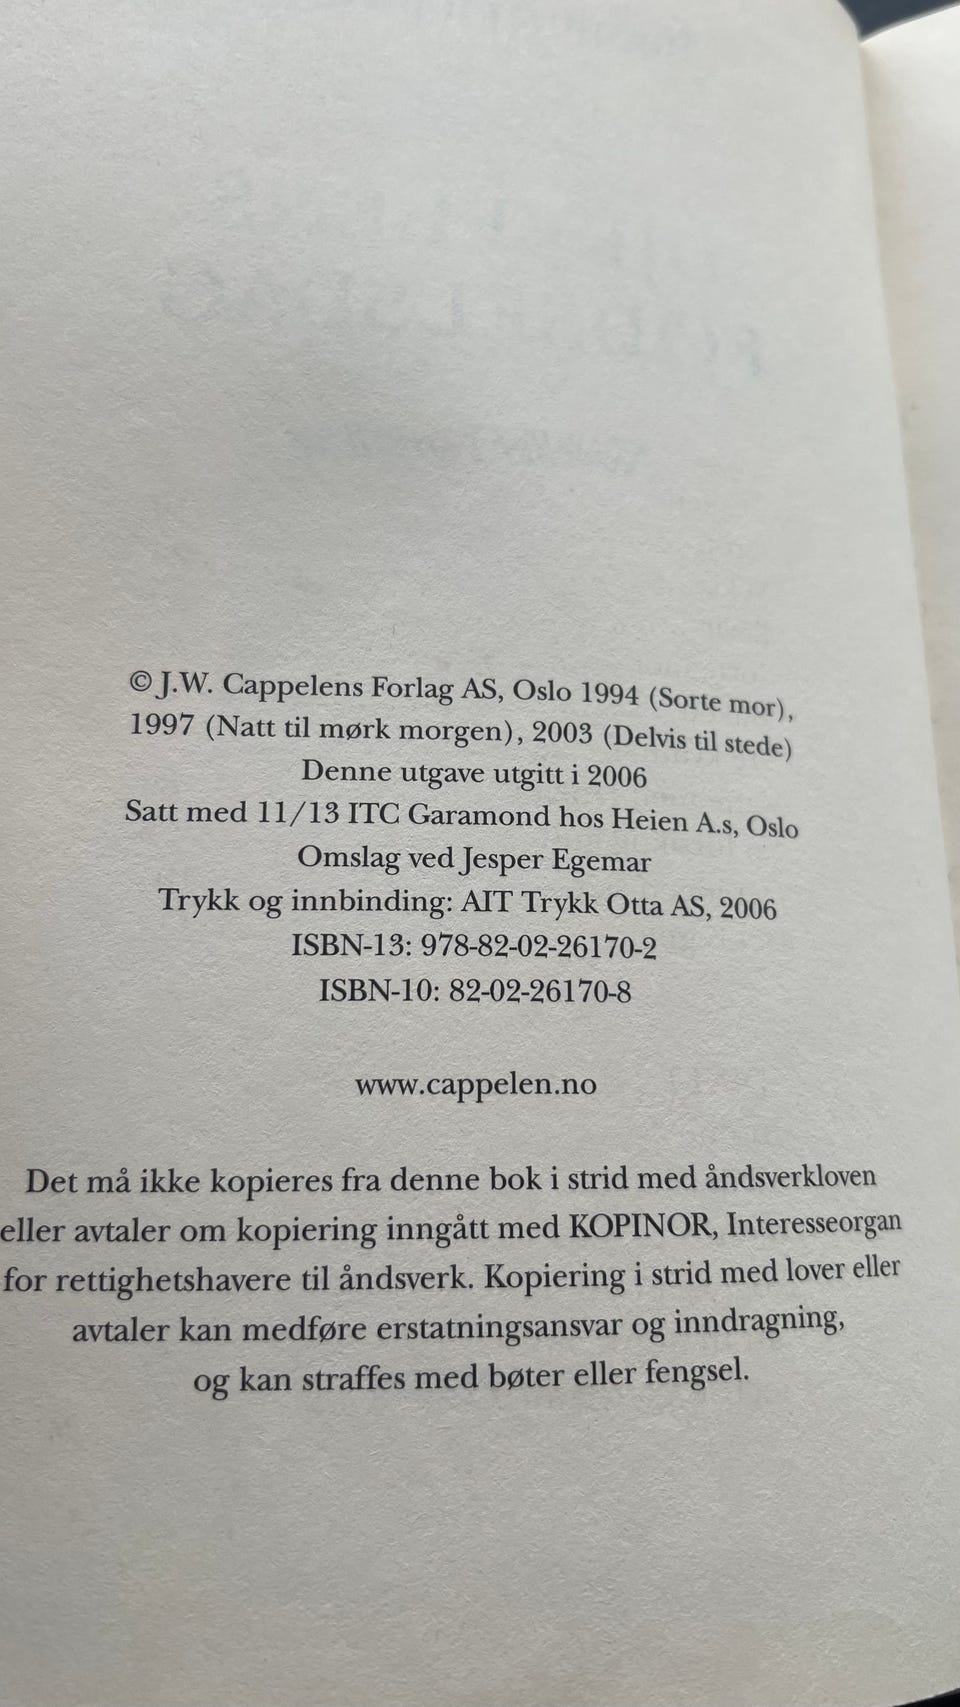 © J.W. Cappelens Forlag AS, Oslo 1994 (Sorte mor),
1997 (Natt til mørk morgen), 2003 (Delvis til stede)
Denne utgave utgitt i 2006
Satt med 11/13 ITC Garamond hos Heien A.s, Oslo
Omslag ved Jesper Egemar
Trykk og innbinding: AIT Trykk Otta AS, 2006
ISBN-13: 978-82-02-26170-2
ISBN-10: 82-02-26170-8
www.cappelen.no
Det må ikke kopieres fra denne bok i strid med åndsverkloven
eller avtaler om kopiering inngått med KOPINOR, Interesseorgan
for rettighetshavere til åndsverk. Kopiering i strid med lover eller
avtaler kan medføre erstatningsansvar og inndragning,
og kan straffes med bøter eller fengsel.